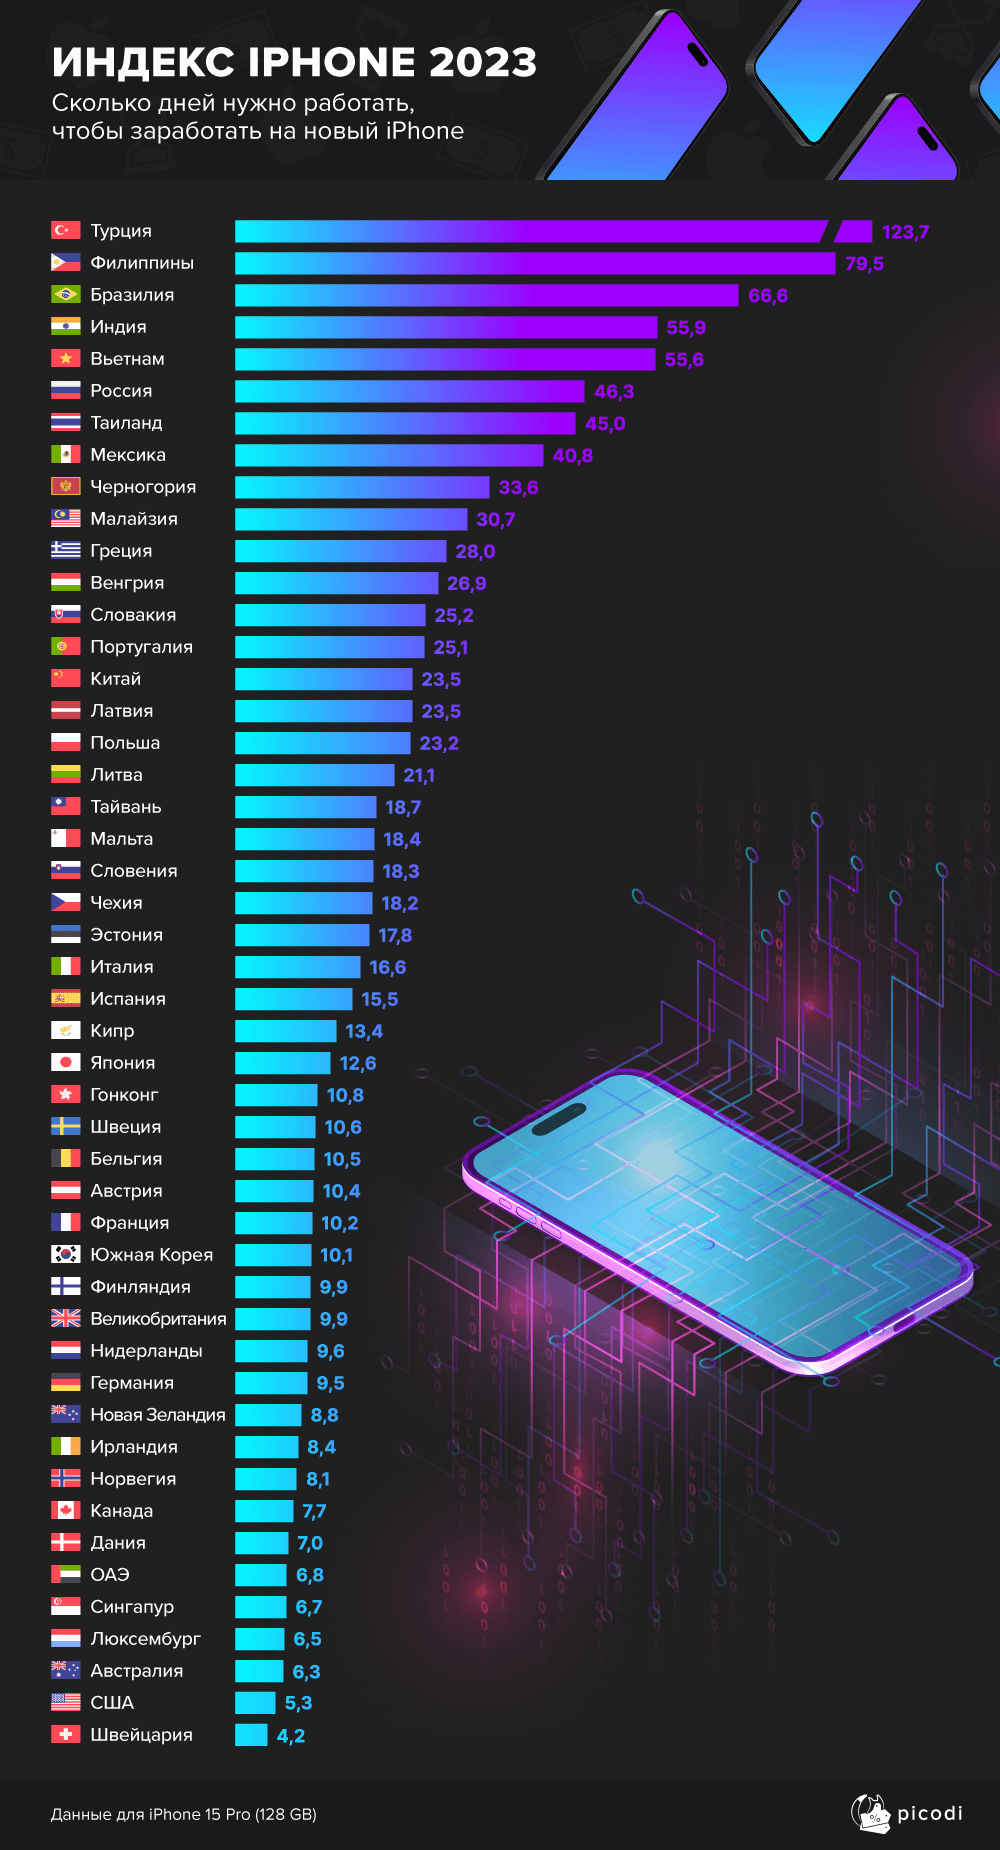 ИНДЕКС IPHONE 2023
Сколько дней нужно работать,
чтобы заработать на новый iPhone
Турция 123,7
Филиппины 79,5
Бразилия 66,6
Индия 55,9
Вьетнам 55,6
Россия 46,3
Таиланд 45,0
Мексика 40,8
Черногория 33,6
Малайзия 30,7
Греция 28,0
Венгрия 26,9
Словакия 25,2
Португалия 25,1
Китай 23,5
Латвия 23,5
Польша 23,2
Литва 21,1
Тайвань 18,7
Мальта 18,4
Словения 18,3
Чехия 18,2
Эстония 17,8
Италия 16,6
Испания 15,5
Кипр 13,4
Япония 12,6
Гонконг 10,8
Швеция 10,6
Бельгия 10,5
Австрия 10,4
Франция 10,2
Южная Корея 10,1
Финляндия 9,9
Великобритания 9,9
Нидерланды 9,6
Германия 9,5
Новая Зеландия 8,8
Ирландия 8,4
Норвегия 8,1
Канада 7,7
Дания 7,0
ОАЭ 6,8
Сингапур 6,7
Люксембург 6,5
Австралия 6,3
США 5,3
Швейцария 4,2
Данные для iPhone 15 Pro (128 GB)
picodi